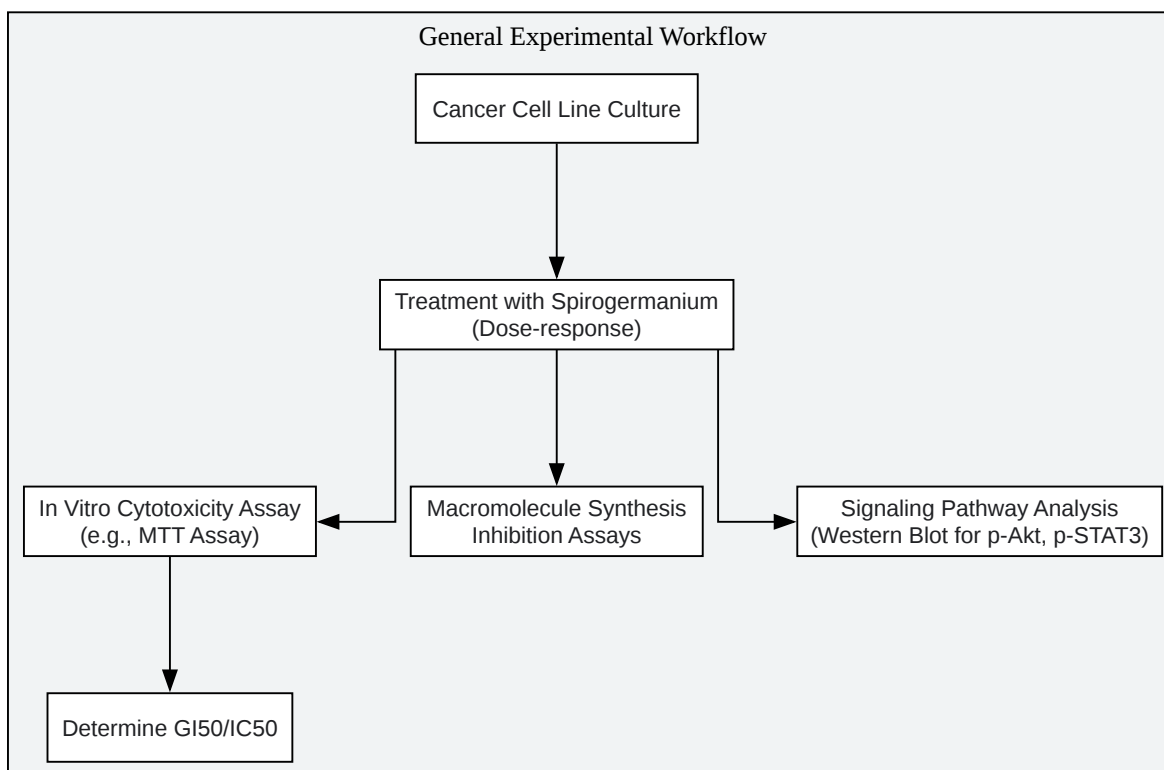 General Experimental Workflow
Cancer Cell Line Culture
Treatment with Spirogermanium
(Dose-response)
In Vitro Cytotoxicity Assay
(e.g., MTT Assay)
Macromolecule Synthesis
Inhibition Assays
Signaling Pathway Analysis
(Western Blot for p-Akt, p-STAT3)
Determine GI50/IC50